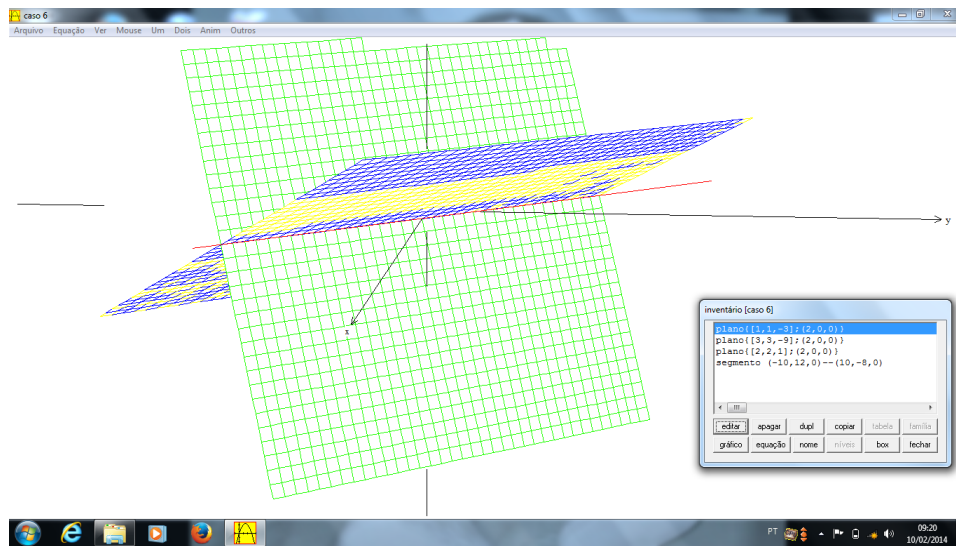 caso 6
Arquivo Equação Ver Mouse Um Dois Anim Outros
y
x
inventário [caso 6]
plano{[1,1,-3];(2,0,0)}
plano{[3,3,-9];(2,0,0)}
plano{[2,2,1];(2,0,0)}
segmento (-10,12,0)--(10,-8,0)
editar apagar dupl copiar tabela família
gráfico equação nome níveis box fechar
PT
09:20
10/02/2014